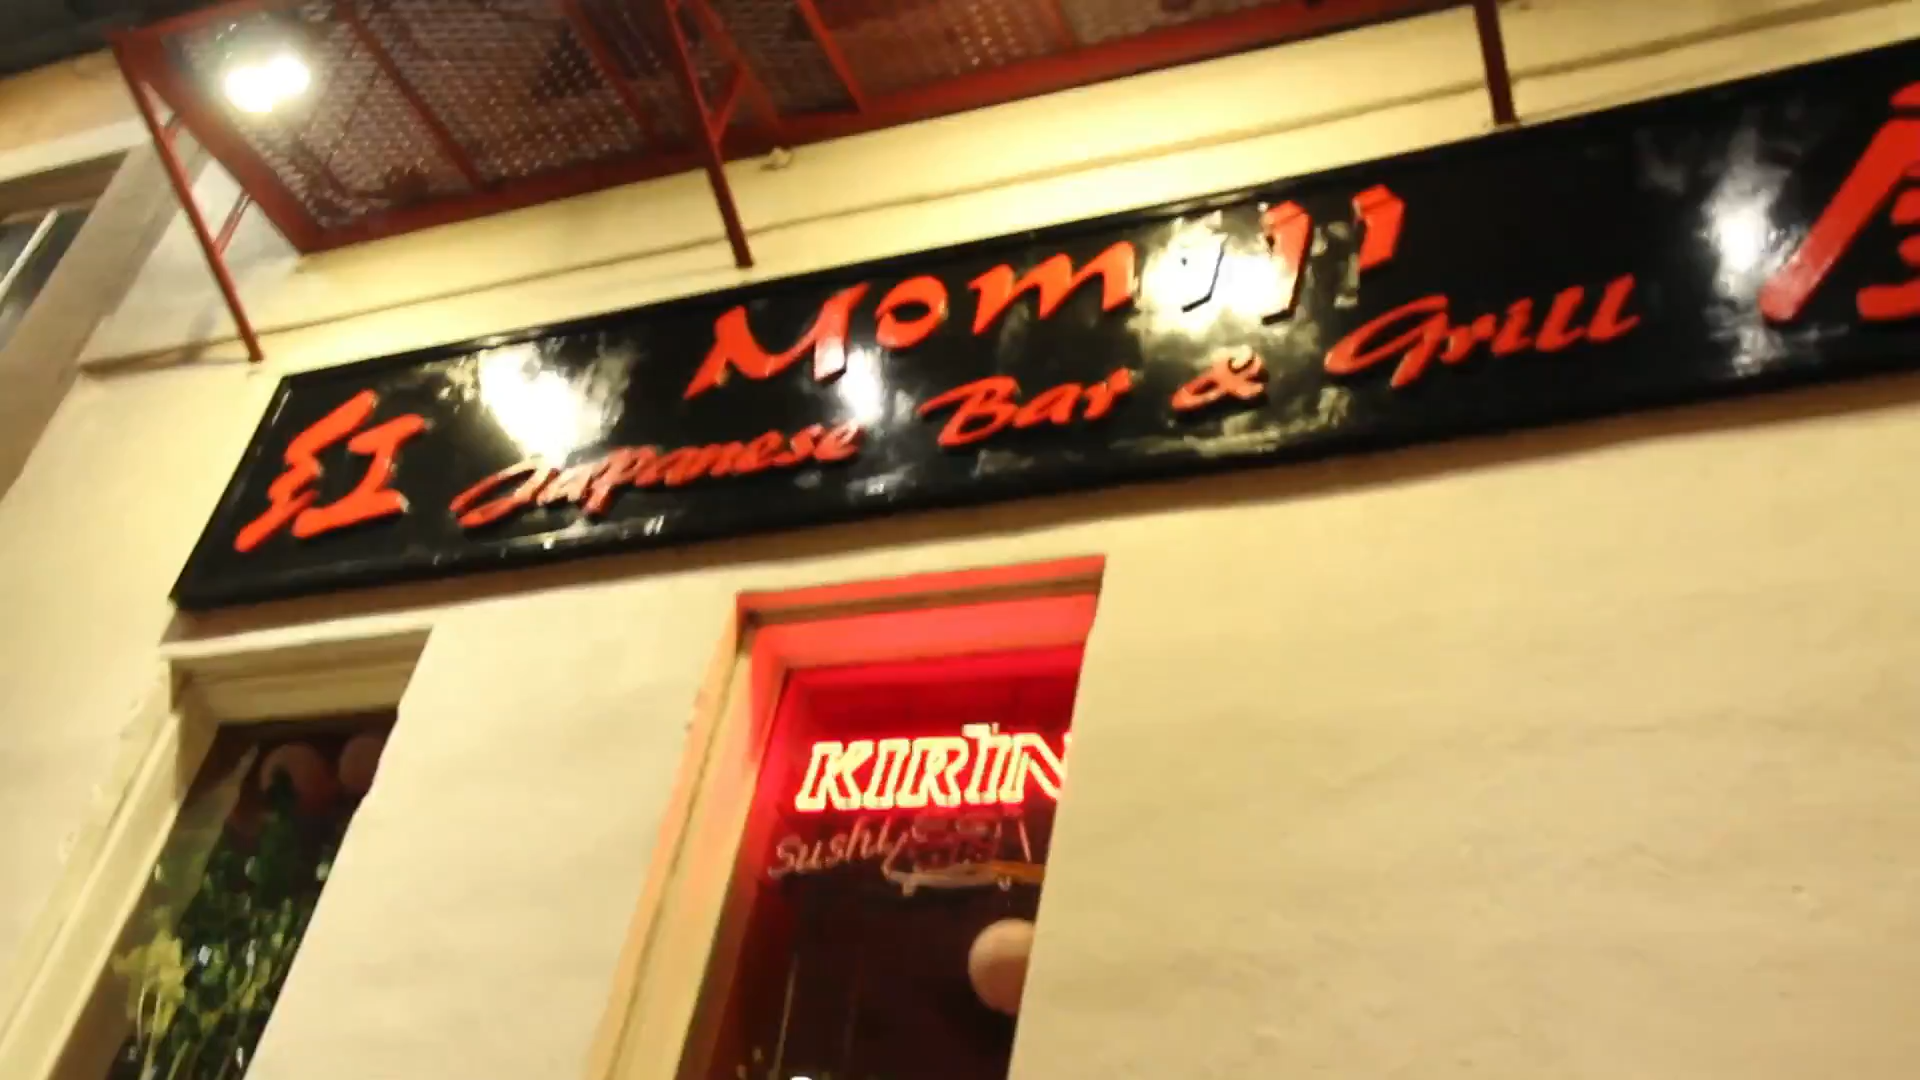 Momiji
紅 Japanese Bar & Grill
KIRIN
Sushi